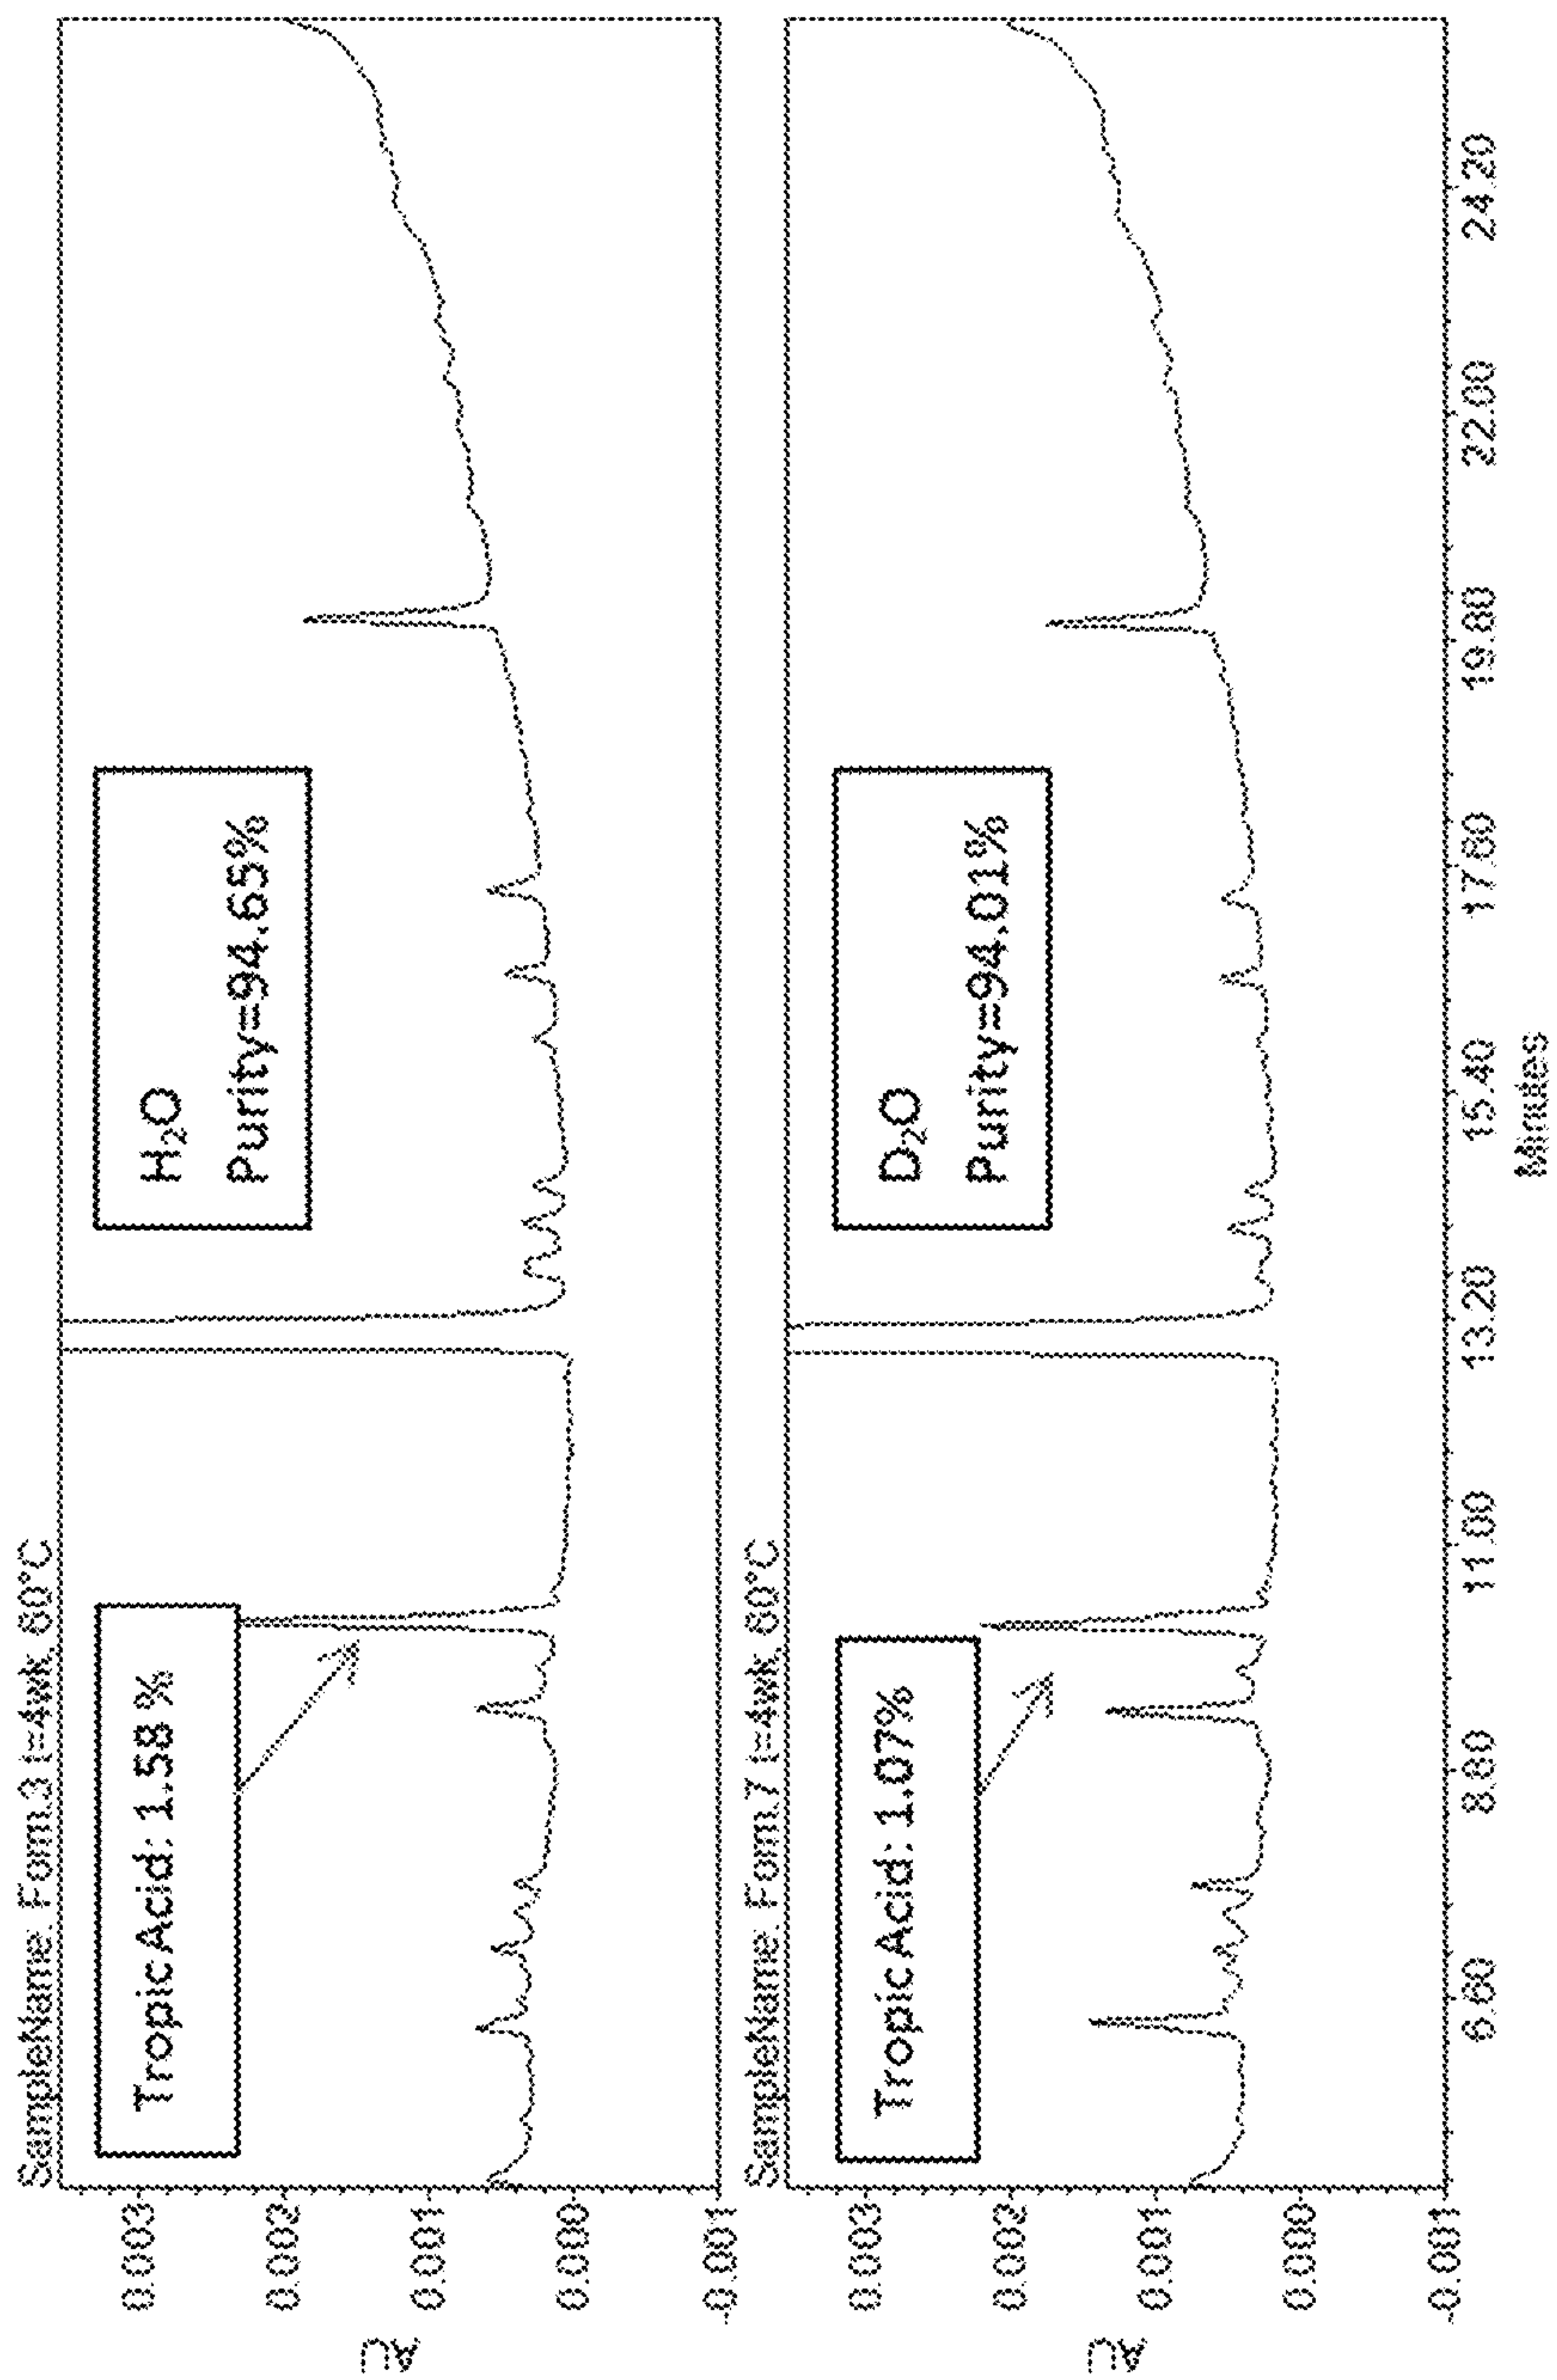 SampleName: Form.3 t=4wk, 60°C
Tropic Acid: 1.58 %
H₂O
Purity=94.65%
AU
0.003
0.002
0.001
0.000
-0.001
SampleName: Form.7 t=4wk, 60°C
Tropic Acid: 1.07%
D₂O
Purity=94.01%
AU
0.003
0.002
0.001
0.000
-0.001
6.60 8.80 11.00 13.20 15.40 17.60 19.80 22.00 24.20
Minutes